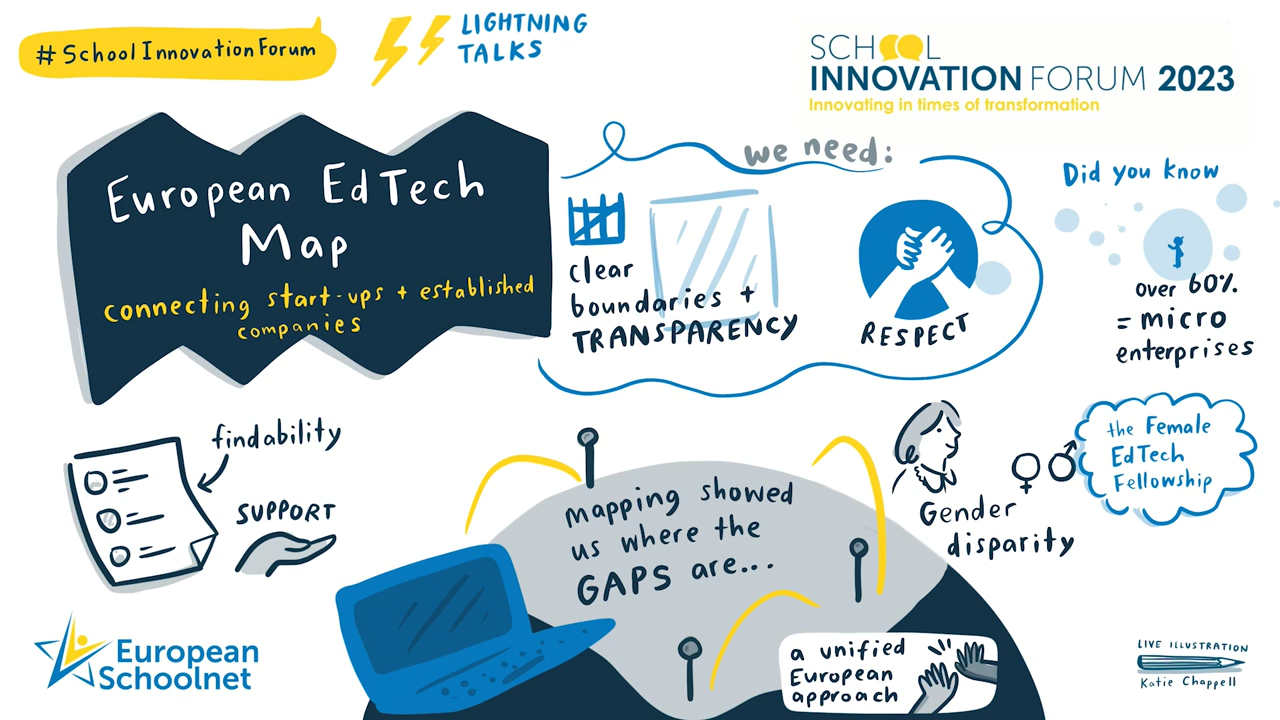 #SchoolInnovationForum
LIGHTNING
TALKS
SCHOOL
INNOVATION FORUM 2023
Innovating in times of transformation
European EdTech
Map
connecting start-ups + established
companies
we need:
clear
boundaries +
TRANSPARENCY
RESPECT
Did you know
over 60%
= micro
enterprises
findability
SUPPORT
mapping showed
us where the
GAPS are...
Gender
disparity
the Female
EdTech
Fellowship
a unified
European
approach
European
Schoolnet
LIVE ILLUSTRATION
Katie Chappell